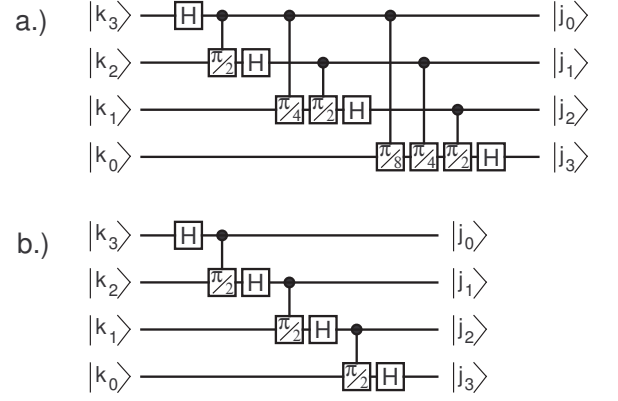 a.)
|k₃⟩ H |j₀⟩
|k₂⟩ π/2 H |j₁⟩
|k₁⟩ π/4 π/2 H |j₂⟩
|k₀⟩ π/8 π/4 π/2 H |j₃⟩
b.)
|k₃⟩ H |j₀⟩
|k₂⟩ π/2 H |j₁⟩
|k₁⟩ π/2 H |j₂⟩
|k₀⟩ π/2 H |j₃⟩